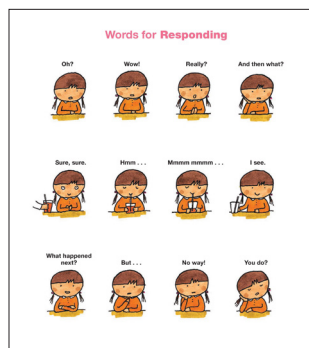 Words for Responding
Oh?
Wow!
Really?
And then what?
Sure, sure.
Hmm . . .
Mmmm mmmm . . .
I see.
What happened
next?
But . . .
No way!
You do?